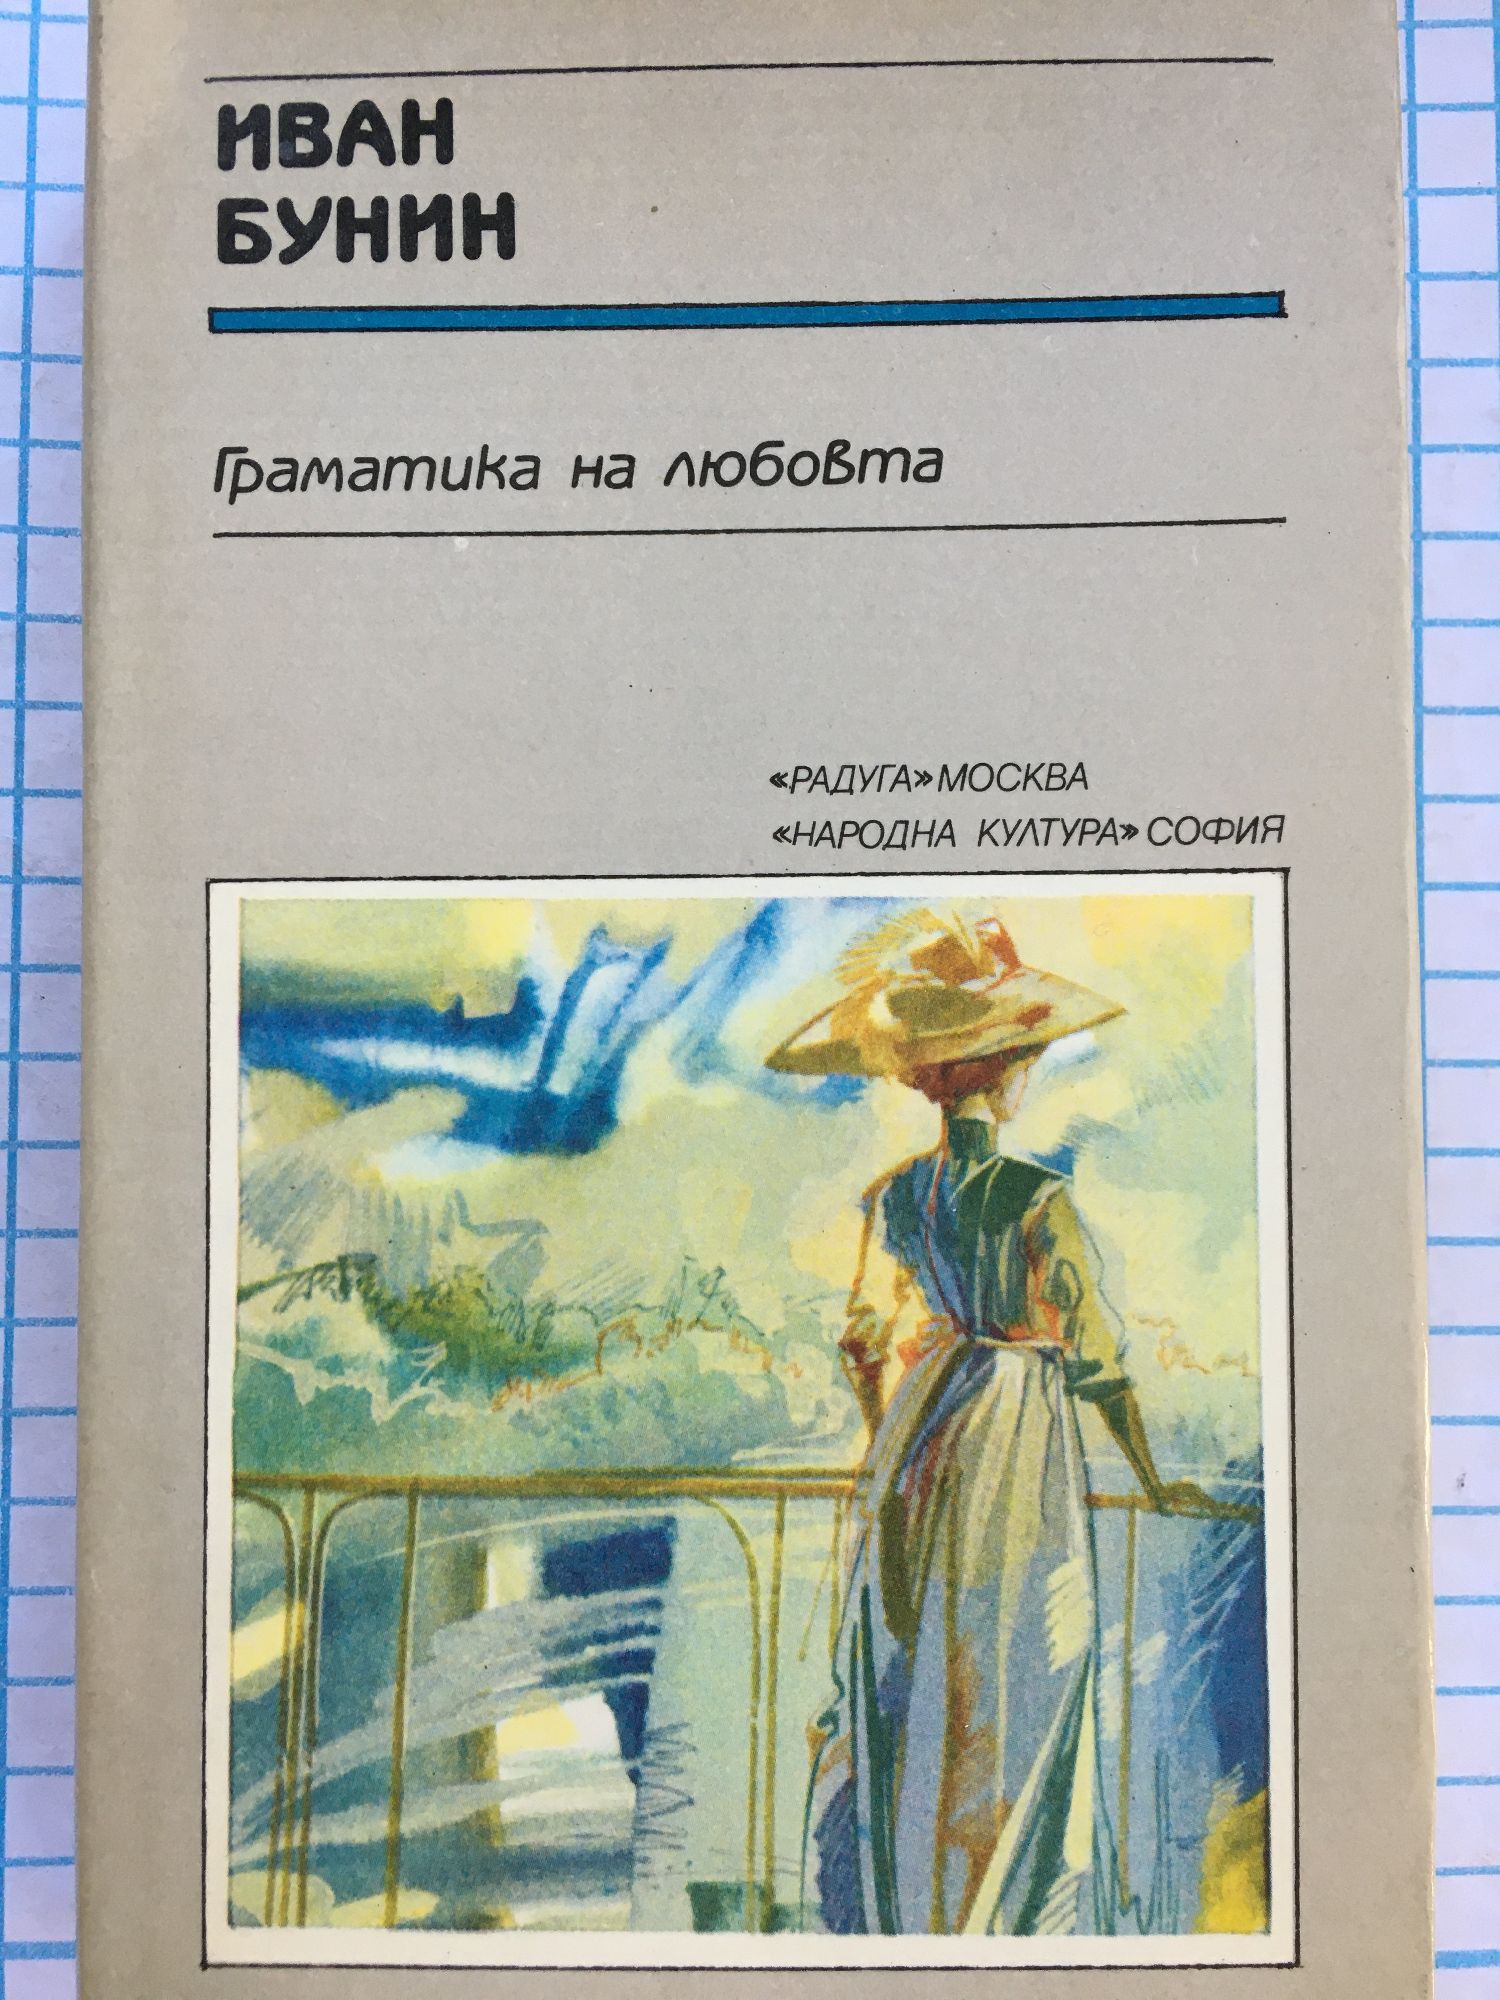 ИВАН
БУНИН
Граматика на любовта
«РАДУГА» МОСКВА
«НАРОДНА КУЛТУРА» СОФИЯ